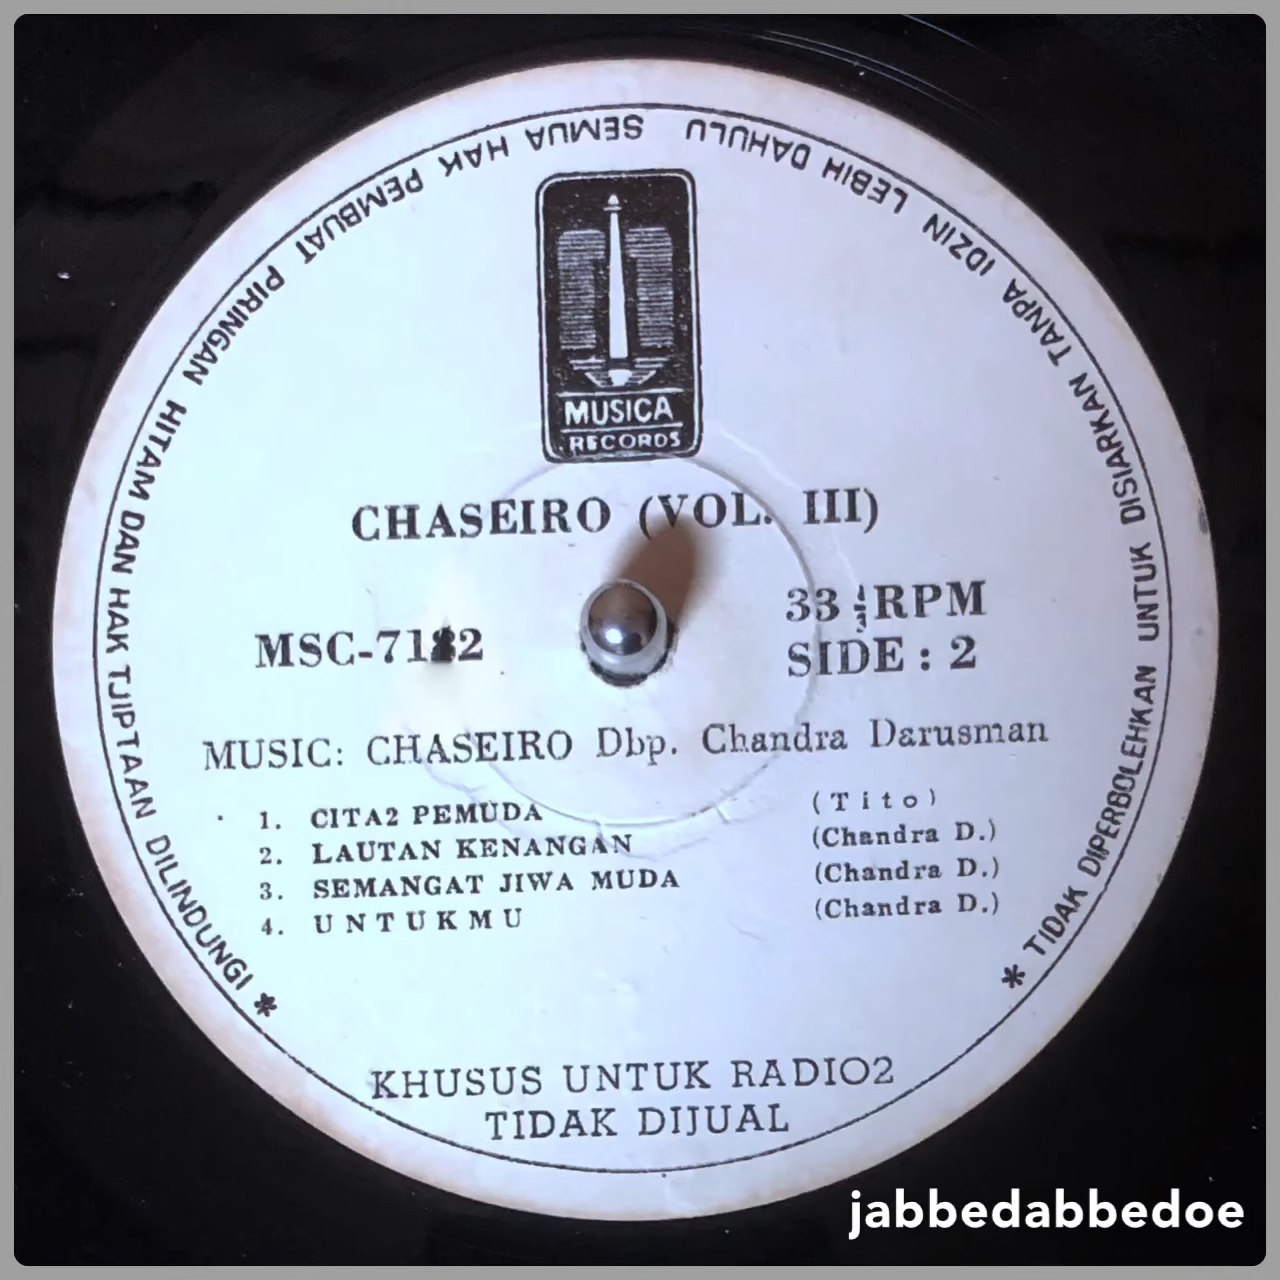 SEMUA HAK PEMBUAT PIRINGAN HITAM DAN HAK TJIPTAAN DILINDUNGI *
* TIDAK DIPERBOLEHKAN UNTUK DISIARKAN TANPA IDZIN LEBIH DAHULU
MUSICA
RECORDS
CHASEIRO (VOL. III)
33 1/3 RPM
SIDE : 2
MUSIC: CHASEIRO Dbp. Chandra Darusman
1. CITA2 PEMUDA (Tito)
2. LAUTAN KENANGAN (Chandra D.)
3. SEMANGAT JIWA MUDA (Chandra D.)
4. UNTUKMU (Chandra D.)
KHUSUS UNTUK RADIO2
TIDAK DIJUAL
jabbedabbedoe